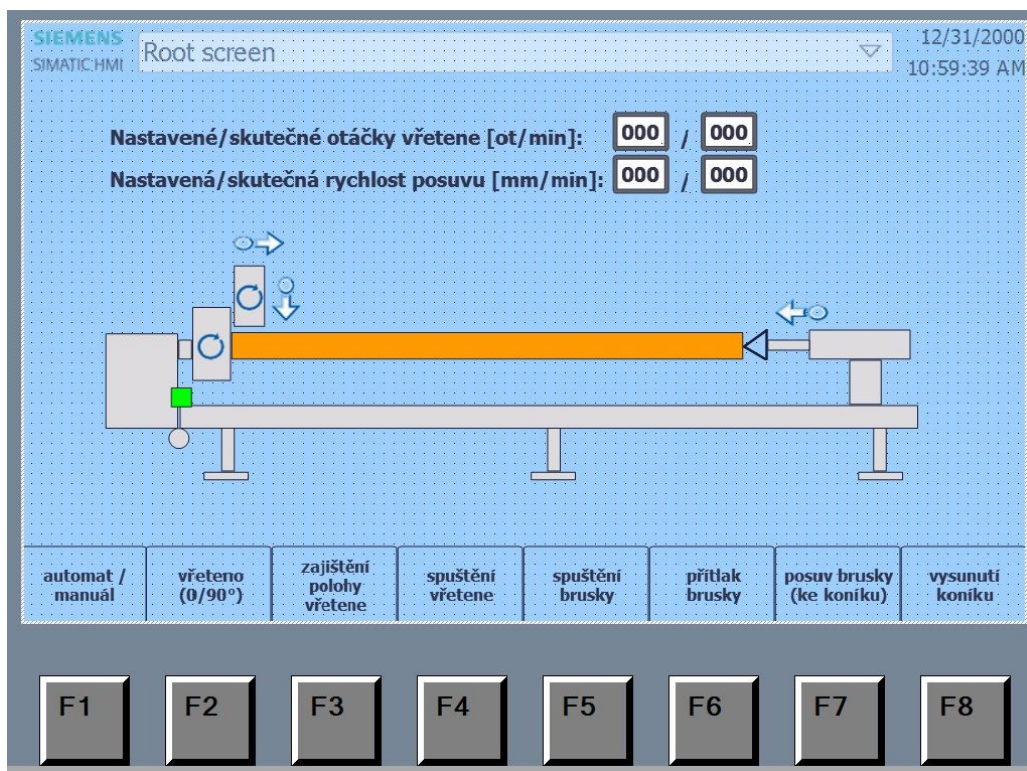 SIEMENS
SIMATIC HMI
Root screen
12/31/2000
10:59:39 AM
Nastavené/skutečné otáčky vřetene [ot/min]: 000 / 000
Nastavená/skutečná rychlost posuvu [mm/min]: 000 / 000
automat /
manuál
vřeteno
(0/90°)
zajištění
polohy
vřetene
spuštění
vřetene
spuštění
brusky
přítlak
brusky
posuv brusky
(ke koníku)
vysunutí
koníku
F1 F2 F3 F4 F5 F6 F7 F8